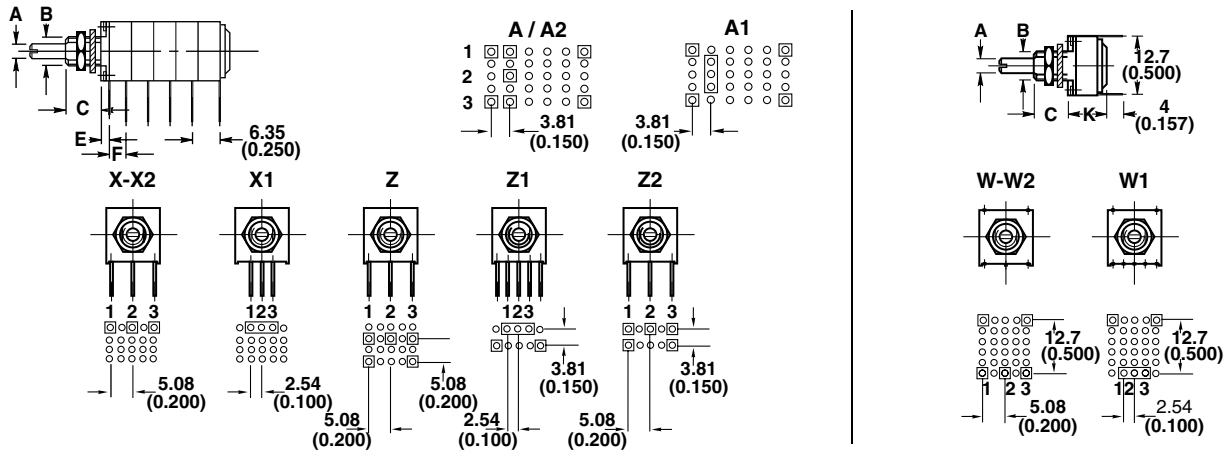 A B
C
E
F
6.35
(0.250)
A / A2
1
2
3
3.81
(0.150)
A1
3.81
(0.150)
X-X2
1 2 3
5.08
(0.200)
X1
123
2.54
(0.100)
Z
1 2 3
5.08
(0.200)
5.08
(0.200)
Z1
123
3.81
(0.150)
2.54
(0.100)
Z2
1 2 3
3.81
(0.150)
5.08
(0.200)
A B
12.7
(0.500)
C K
4
(0.157)
W-W2
12.7
(0.500)
1 2 3
5.08
(0.200)
W1
12.7
(0.500)
12 3
2.54
(0.100)